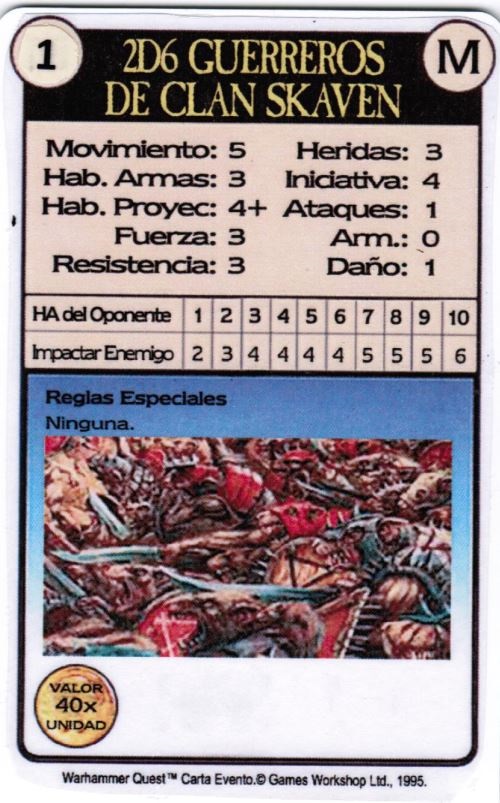 1
2D6 GUERREROS
DE CLAN SKAVEN
M
Movimiento: 5 Heridas: 3
Hab. Armas: 3 Iniciativa: 4
Hab. Proyec: 4+ Ataques: 1
Fuerza: 3 Arm.: 0
Resistencia: 3 Daño: 1
HA del Oponente 1 2 3 4 5 6 7 8 9 10
Impactar Enemigo 2 3 4 4 4 4 5 5 5 6
Reglas Especiales
Ninguna.
VALOR
40x
UNIDAD
Warhammer Quest™ Carta Evento.© Games Workshop Ltd., 1995.